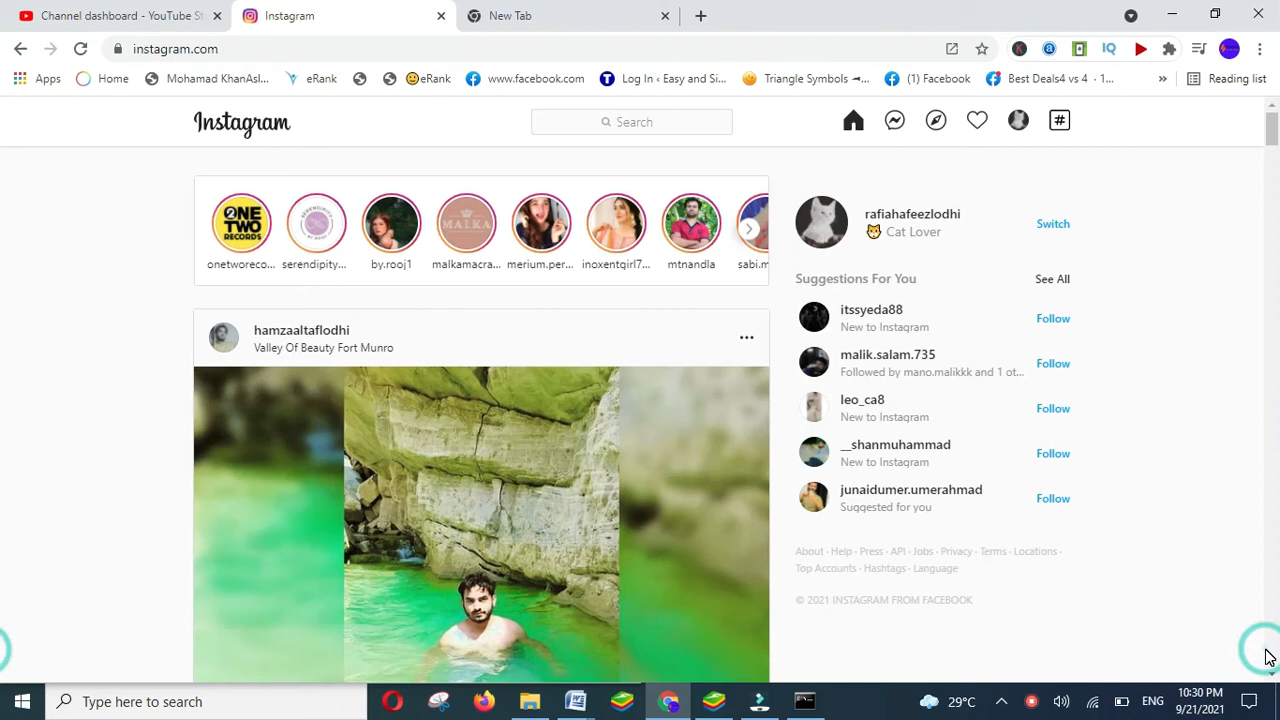 Channel dashboard - YouTube St
Instagram
New Tab
instagram.com
Apps
Home
Mohamad KhanAsl...
eRank
eRank
www.facebook.com
Log In ‹ Easy and Si...
Triangle Symbols
(1) Facebook
Best Deals4 vs 4 · 1...
»
Reading list
Instagram
Search
2
ONE
TWO
RECORDS
SERENDIPITY
MALKA
onetworeco...
serendipity...
by.rooj1
malkamacra...
merium.per...
inoxentgirl7...
mtnandla
sabi.m
rafiahafeezlodhi
Cat Lover
Switch
Suggestions For You
See All
itssyeda88
New to Instagram
Follow
malik.salam.735
Followed by mano.malikkk and 1 ot...
Follow
leo_ca8
New to Instagram
Follow
__shanmuhammad
New to Instagram
Follow
junaidumer.umerahmad
Suggested for you
Follow
About · Help · Press · API · Jobs · Privacy · Terms · Locations ·
Top Accounts · Hashtags · Language
© 2021 INSTAGRAM FROM FACEBOOK
hamzaaltaflodhi
Valley Of Beauty Fort Munro
Type here to search
29°C
ENG
10:30 PM
9/21/2021